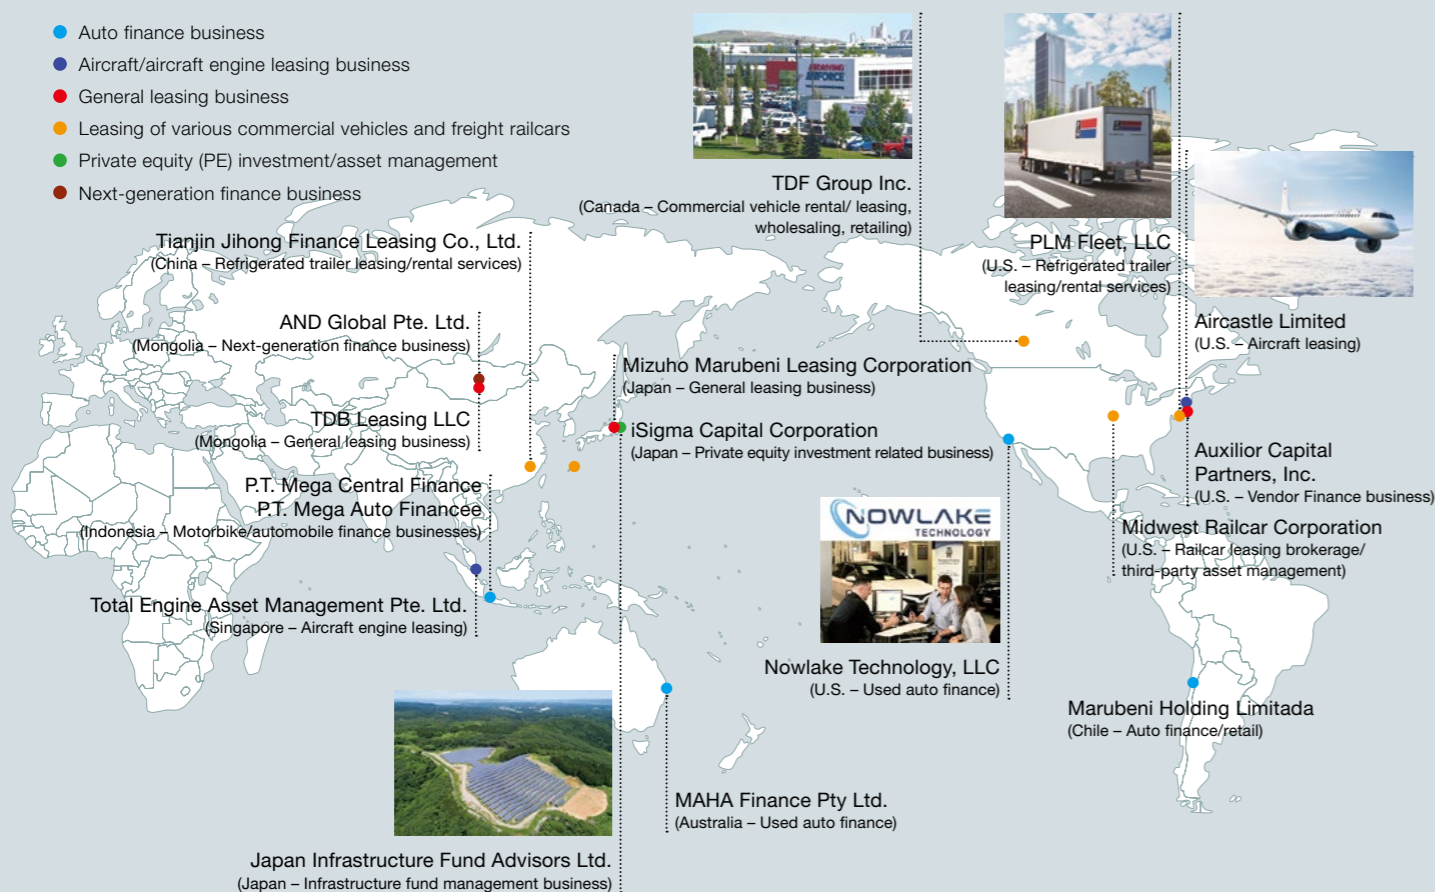 Auto finance business
Aircraft/aircraft engine leasing business
General leasing business
Leasing of various commercial vehicles and freight railcars
Private equity (PE) investment/asset management
Next-generation finance business
DRIVING
FORCE
TDF Group Inc.
(Canada – Commercial vehicle rental/ leasing,
wholesaling, retailing)
PLM Fleet, LLC
(U.S. – Refrigerated trailer
leasing/rental services)
Aircastle Limited
(U.S. – Aircraft leasing)
Tianjin Jihong Finance Leasing Co., Ltd.
(China – Refrigerated trailer leasing/rental services)
AND Global Pte. Ltd.
(Mongolia – Next-generation finance business)
TDB Leasing LLC
(Mongolia – General leasing business)
Mizuho Marubeni Leasing Corporation
(Japan – General leasing business)
iSigma Capital Corporation
(Japan – Private equity investment related business)
P.T. Mega Central Finance
P.T. Mega Auto Financee
(Indonesia – Motorbike/automobile finance businesses)
Total Engine Asset Management Pte. Ltd.
(Singapore – Aircraft engine leasing)
Auxilior Capital
Partners, Inc.
(U.S. – Vendor Finance business)
Midwest Railcar Corporation
(U.S. – Railcar leasing brokerage/
third-party asset management)
NOWLAKE
TECHNOLOGY
Nowlake Technology, LLC
(U.S. – Used auto finance)
Marubeni Holding Limitada
(Chile – Auto finance/retail)
MAHA Finance Pty Ltd.
(Australia – Used auto finance)
Japan Infrastructure Fund Advisors Ltd.
(Japan – Infrastructure fund management business)